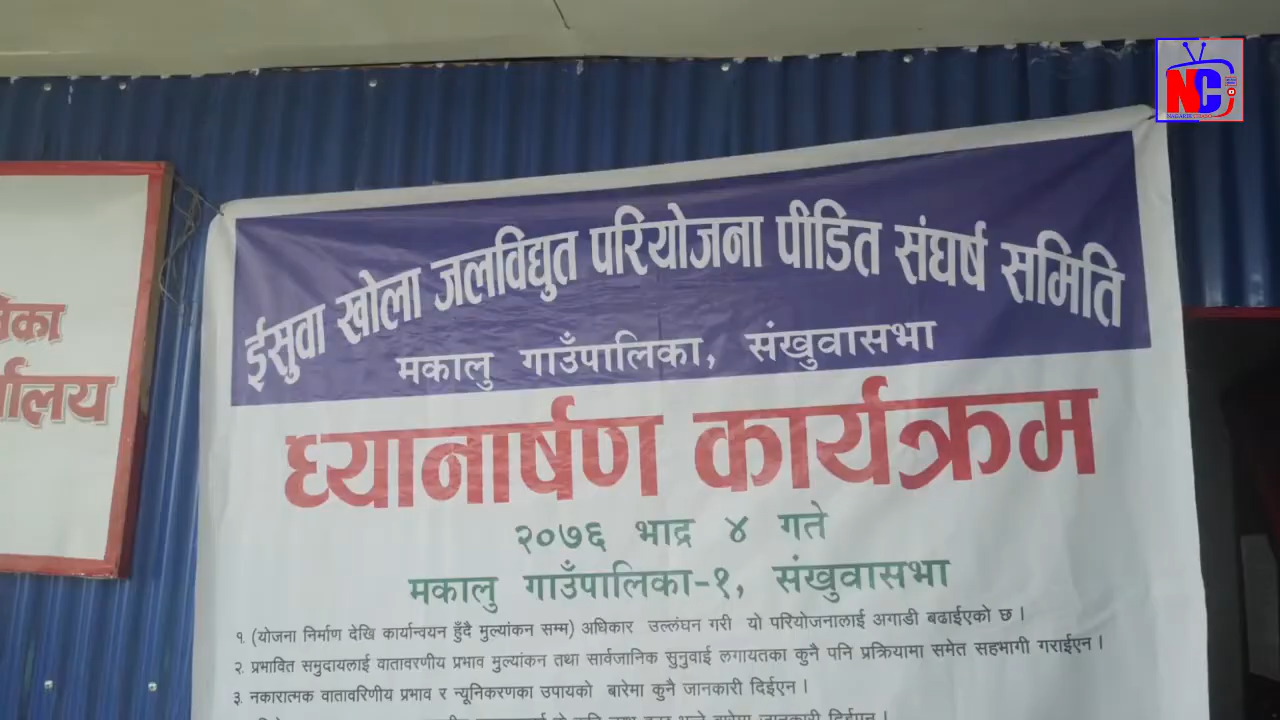 NC
ईसुवा खोला जलविद्युत परियोजना पीडित संघर्ष समिति
मकालु गाउँपालिका, संखुवासभा
ध्यानार्षण कार्यक्रम
२०७६ भाद्र ४ गते
मकालु गाउँपालिका-१, संखुवासभा
१. (योजना निर्माण देखि कार्यान्वयन हुँदै मुल्यांकन सम्म) अधिकार उल्लंघन गरी यो परियोजनालाई अगाडी बढाईएको छ ।
२. प्रभावित समुदायलाई वातावरणीय प्रभाव मुल्यांकन तथा सार्वजानिक सुनुवाई लगायतका कुनै पनि प्रक्रियामा समेत सहभागी गराईएन ।
३. नकारात्मक वातावरिणीय प्रभाव र न्यूनिकरणका उपायको बारेमा कुनै जानकारी दिईएन ।